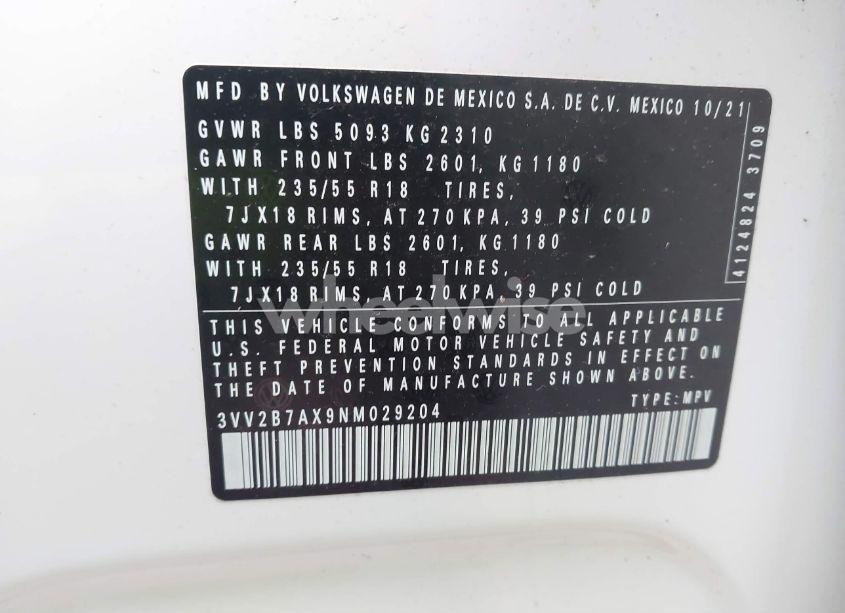 MFD BY VOLKSWAGEN DE MEXICO S.A. DE C.V. MEXICO 10/21
GVWR LBS 5093 KG 2310
GAWR FRONT LBS 2601, KG 1180
WITH 235/55 R18 TIRES,
7JX18 RIMS, AT 270 KPA, 39 PSI COLD
GAWR REAR LBS 2601, KG 1180
WITH 235/55 R18 TIRES,
7JX18 RIMS, AT 270 KPA, 39 PSI COLD
4124824 3709
wheelwise
THIS VEHICLE CONFORMS TO ALL APPLICABLE
U.S. FEDERAL MOTOR VEHICLE SAFETY AND
THEFT PREVENTION STANDARDS IN EFFECT ON
THE DATE OF MANUFACTURE SHOWN ABOVE.
TYPE: MPV
3VV2B7AX9NM029204